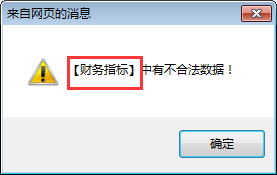 来自网页的消息
【财务指标】中有不合法数据！
确定